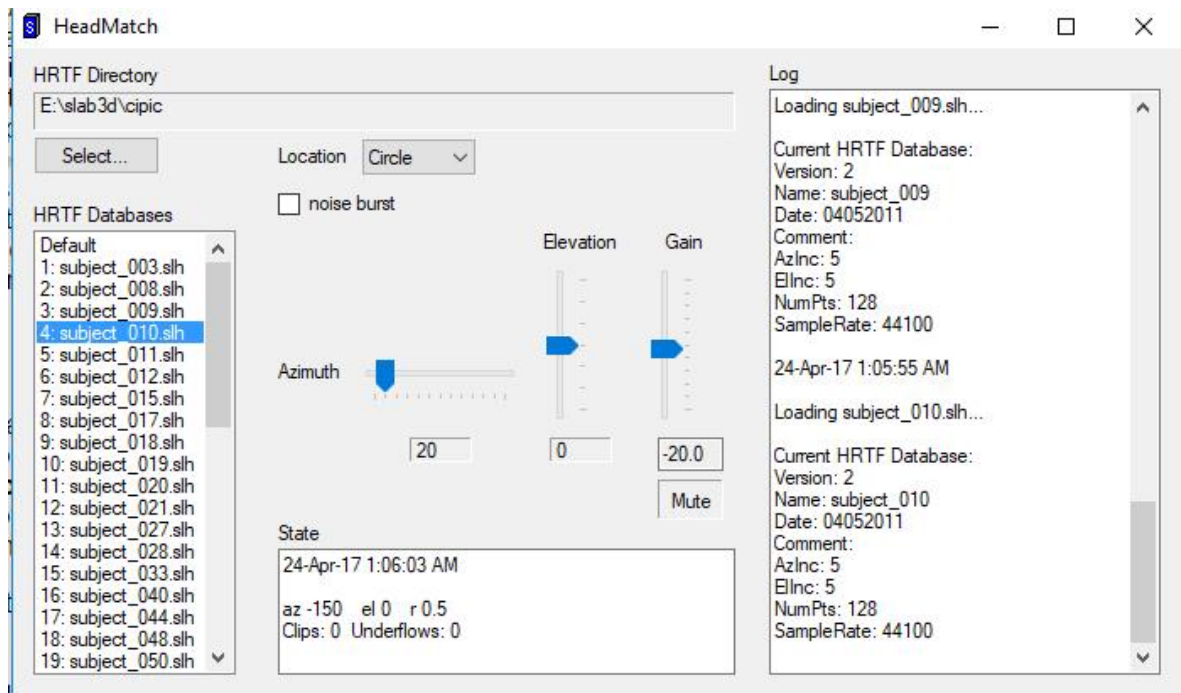 HeadMatch
HRTF Directory
E:\slab3d\cipic
Select...
Location Circle
noise burst
HRTF Databases
Default
1: subject_003.slh
2: subject_008.slh
3: subject_009.slh
4: subject_010.slh
5: subject_011.slh
6: subject_012.slh
7: subject_015.slh
8: subject_017.slh
9: subject_018.slh
10: subject_019.slh
11: subject_020.slh
12: subject_021.slh
13: subject_027.slh
14: subject_028.slh
15: subject_033.slh
16: subject_040.slh
17: subject_044.slh
18: subject_048.slh
19: subject_050.slh
Elevation Gain
Azimuth
20 0 -20.0
Mute
State
24-Apr-17 1:06:03 AM
az -150 el 0 r 0.5
Clips: 0 Underflows: 0
Log
Loading subject_009.slh...
Current HRTF Database:
Version: 2
Name: subject_009
Date: 04052011
Comment:
AzInc: 5
ElInc: 5
NumPts: 128
SampleRate: 44100
24-Apr-17 1:05:55 AM
Loading subject_010.slh...
Current HRTF Database:
Version: 2
Name: subject_010
Date: 04052011
Comment:
AzInc: 5
ElInc: 5
NumPts: 128
SampleRate: 44100